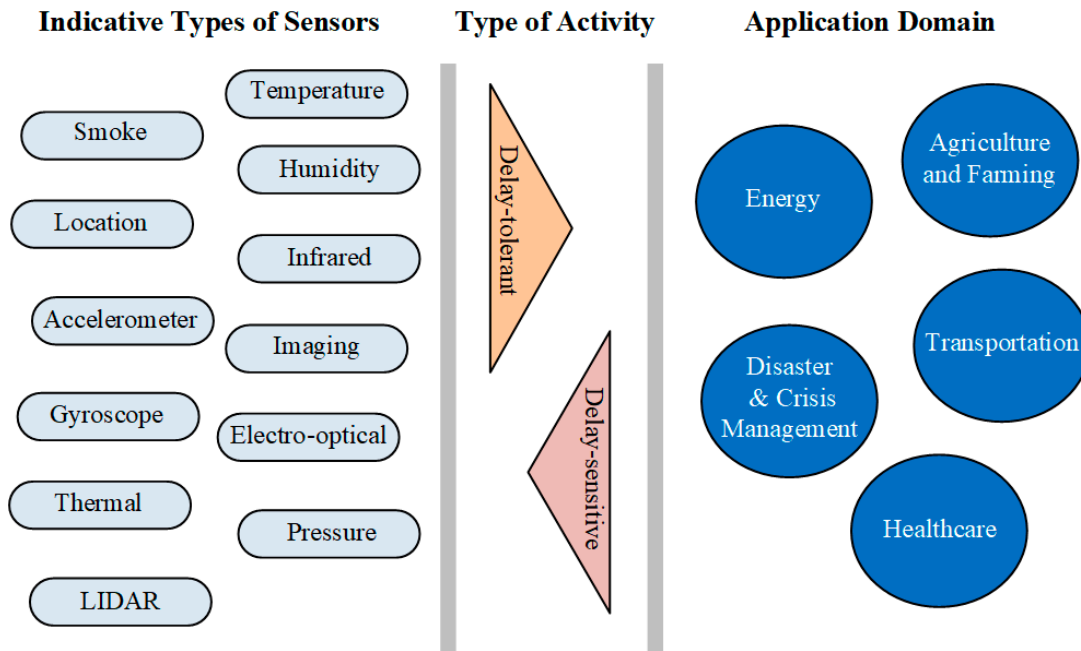 Indicative Types of Sensors
Type of Activity
Application Domain
Temperature
Smoke
Humidity
Location
Infrared
Accelerometer
Imaging
Gyroscope
Electro-optical
Thermal
Pressure
LIDAR
Delay-tolerant
Delay-sensitive
Agriculture
and Farming
Energy
Transportation
Disaster
& Crisis
Management
Healthcare